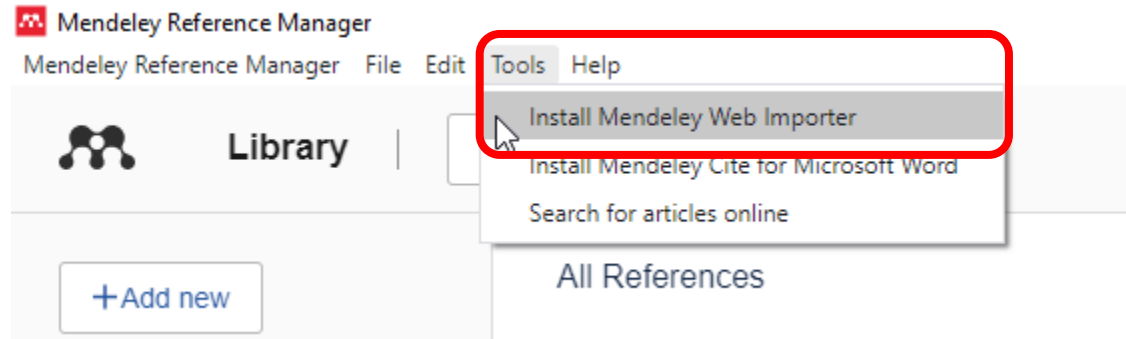 Mendeley Reference Manager
Mendeley Reference Manager File Edit Tools Help
Install Mendeley Web Importer
Library
Install Mendeley Cite for Microsoft Word
Search for articles online
All References
+Add new